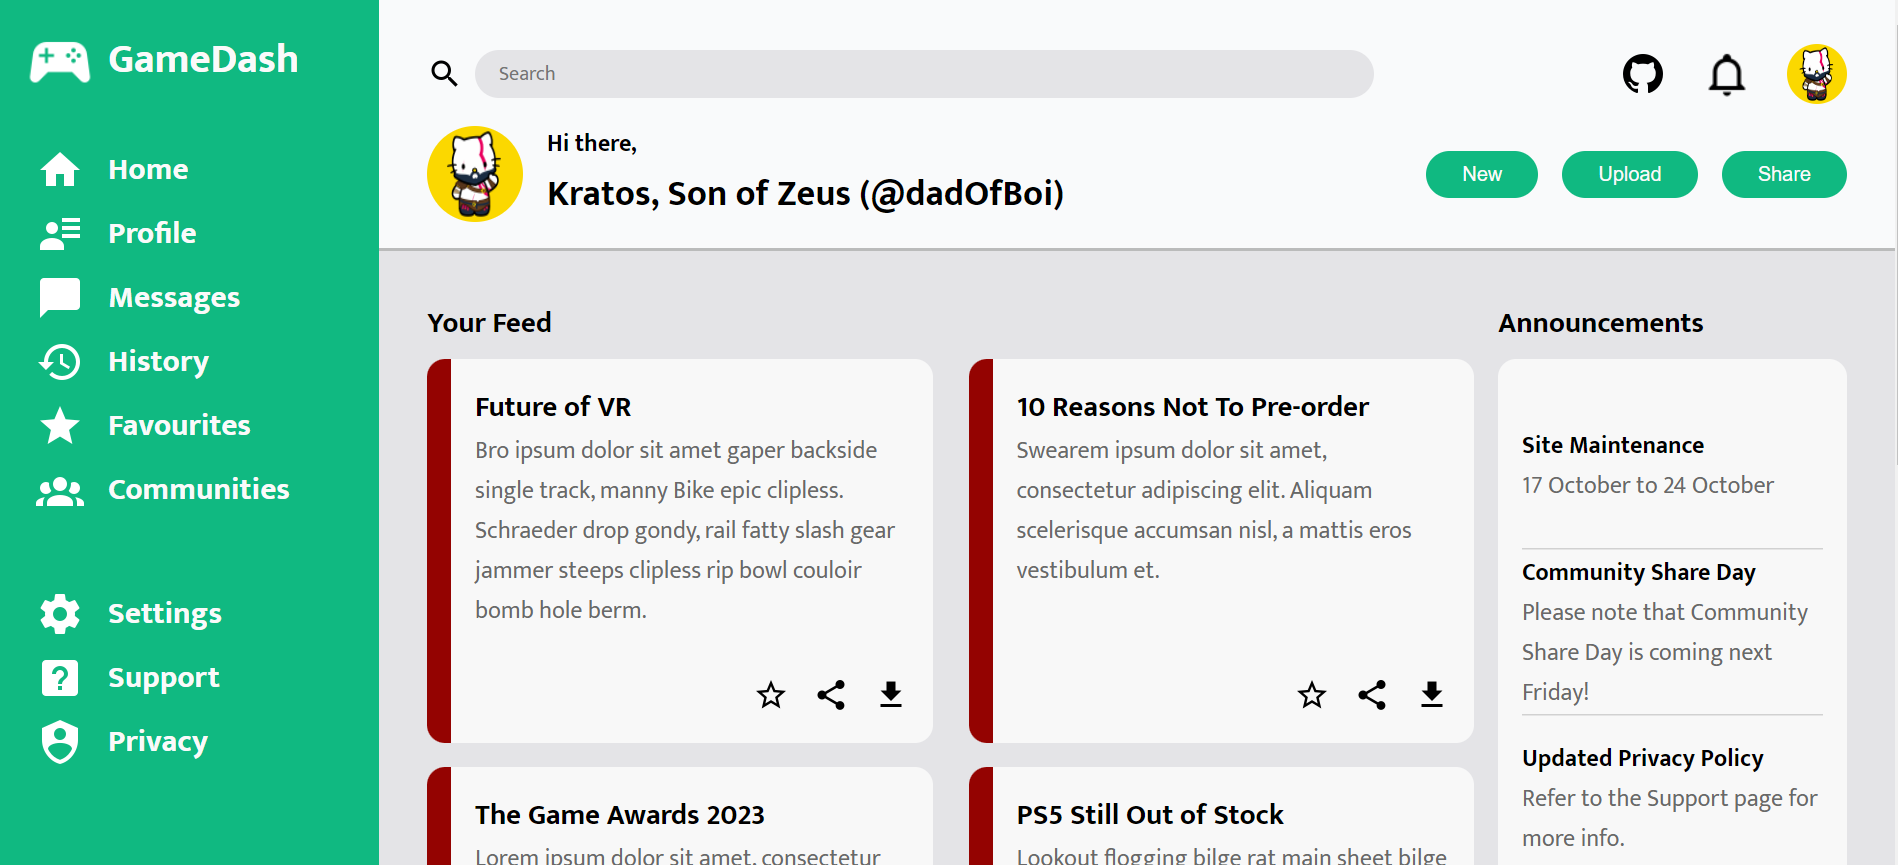 GameDash
Home
Profile
Messages
History
Favourites
Communities
Settings
Support
Privacy
Search
Hi there,
Kratos, Son of Zeus (@dadOfBoi)
New
Upload
Share
Your Feed
Future of VR
Bro ipsum dolor sit amet gaper backside
single track, manny Bike epic clipless.
Schraeder drop gondy, rail fatty slash gear
jammer steeps clipless rip bowl couloir
bomb hole berm.
10 Reasons Not To Pre-order
Swearem ipsum dolor sit amet,
consectetur adipiscing elit. Aliquam
scelerisque accumsan nisl, a mattis eros
vestibulum et.
The Game Awards 2023
Lorem ipsum dolor sit amet, consectetur
PS5 Still Out of Stock
Lookout flogging bilge rat main sheet bilge
Announcements
Site Maintenance
17 October to 24 October
Community Share Day
Please note that Community
Share Day is coming next
Friday!
Updated Privacy Policy
Refer to the Support page for
more info.